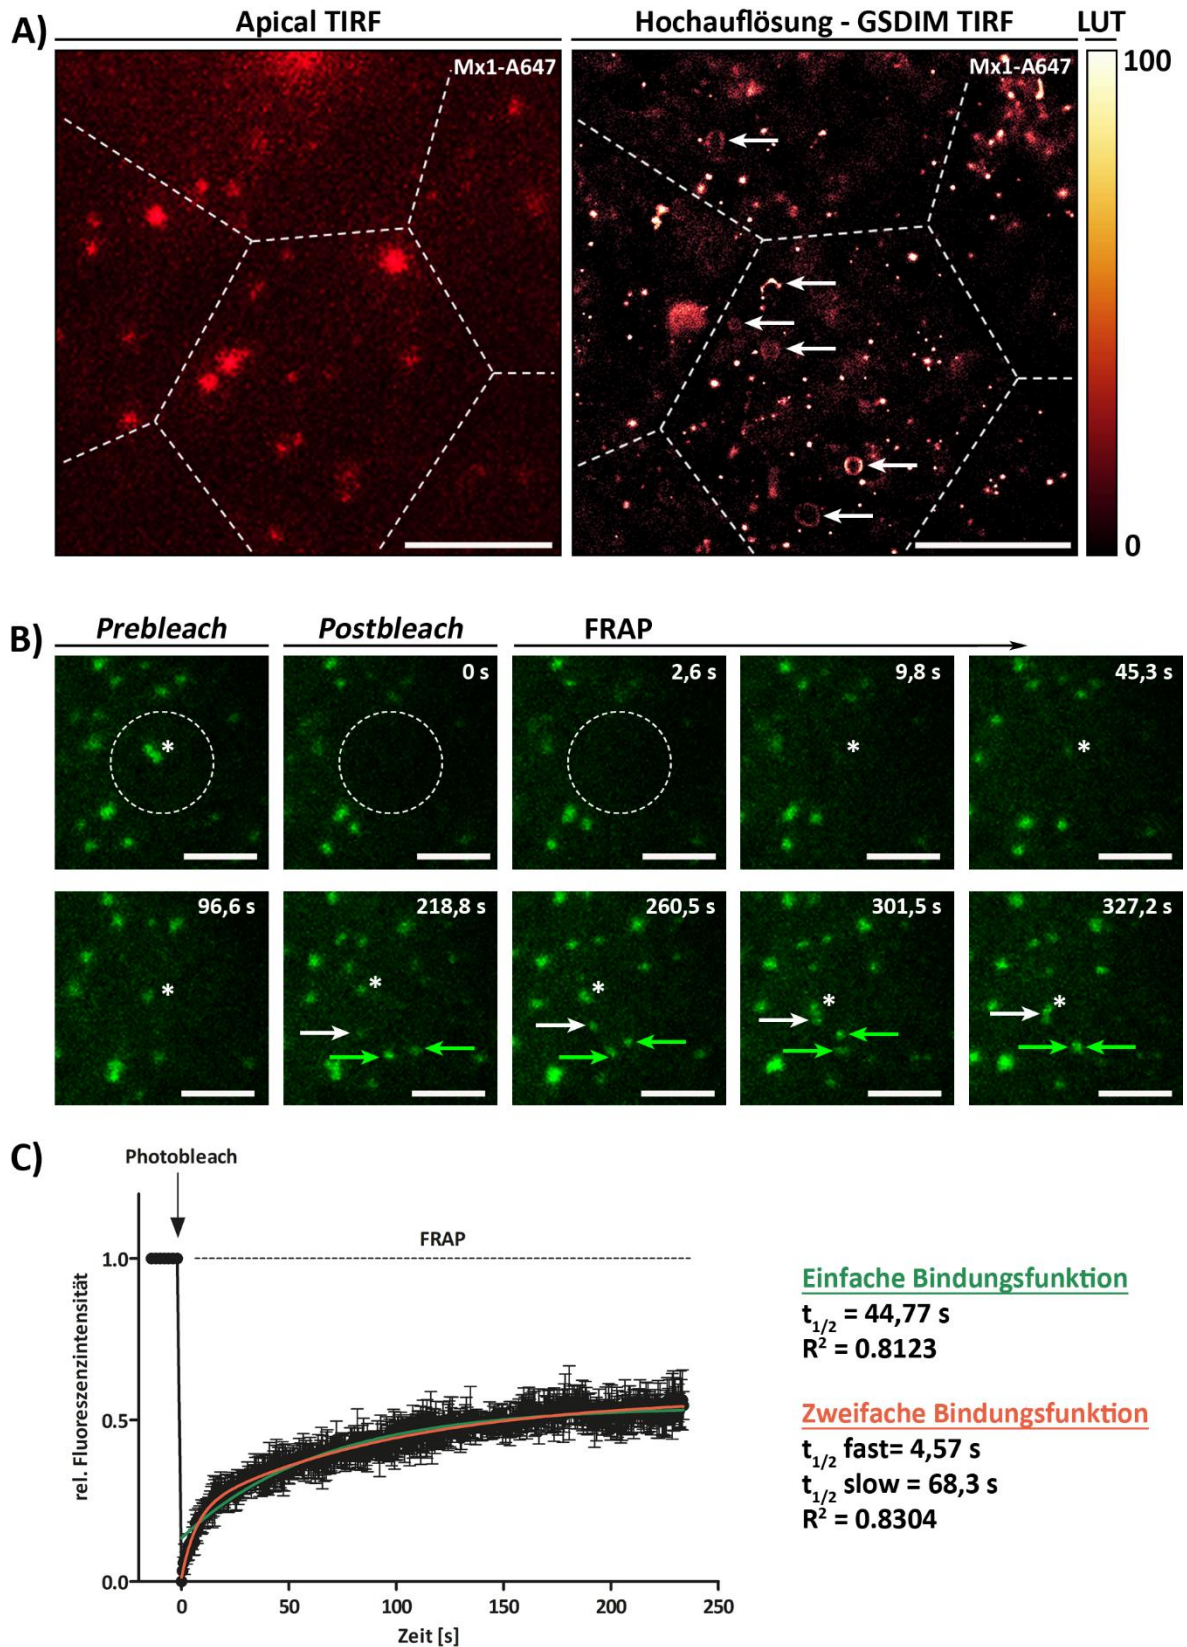 A)
Apical TIRF
Hochauflösung - GSDIM TIRF
LUT
Mx1-A647
Mx1-A647
100
0
B)
Prebleach
Postbleach
FRAP
0 s
2,6 s
9,8 s
45,3 s
*
*
*
96,6 s
218,8 s
260,5 s
301,5 s
327,2 s
*
*
*
*
*
C)
Photobleach
FRAP
1.0
0.5
0.0
rel. Fluoreszenzintensität
0
50
100
150
200
250
Zeit [s]
Einfache Bindungsfunktion
t1/2 = 44,77 s
R² = 0.8123
Zweifache Bindungsfunktion
t1/2 fast= 4,57 s
t1/2 slow = 68,3 s
R² = 0.8304